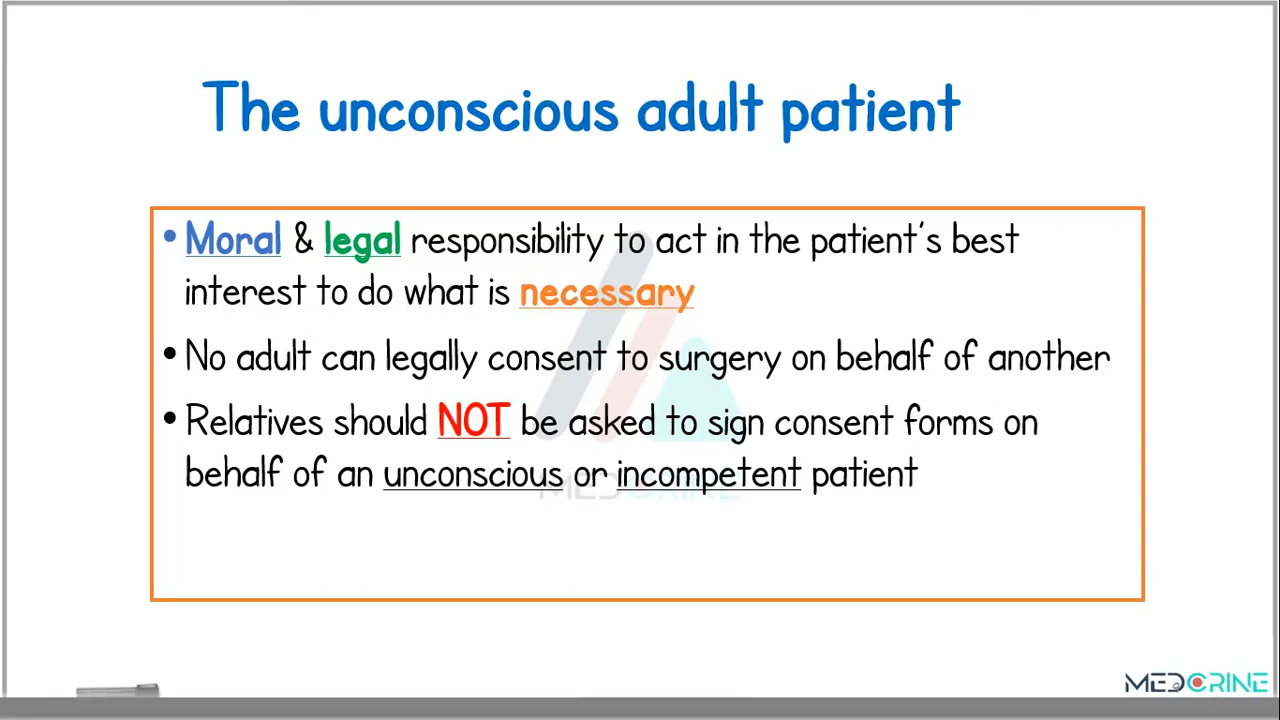 The unconscious adult patient
• Moral & legal responsibility to act in the patient's best
interest to do what is necessary
• No adult can legally consent to surgery on behalf of another
• Relatives should NOT be asked to sign consent forms on
behalf of an unconscious or incompetent patient
MEDCRINE
MEDCRINE